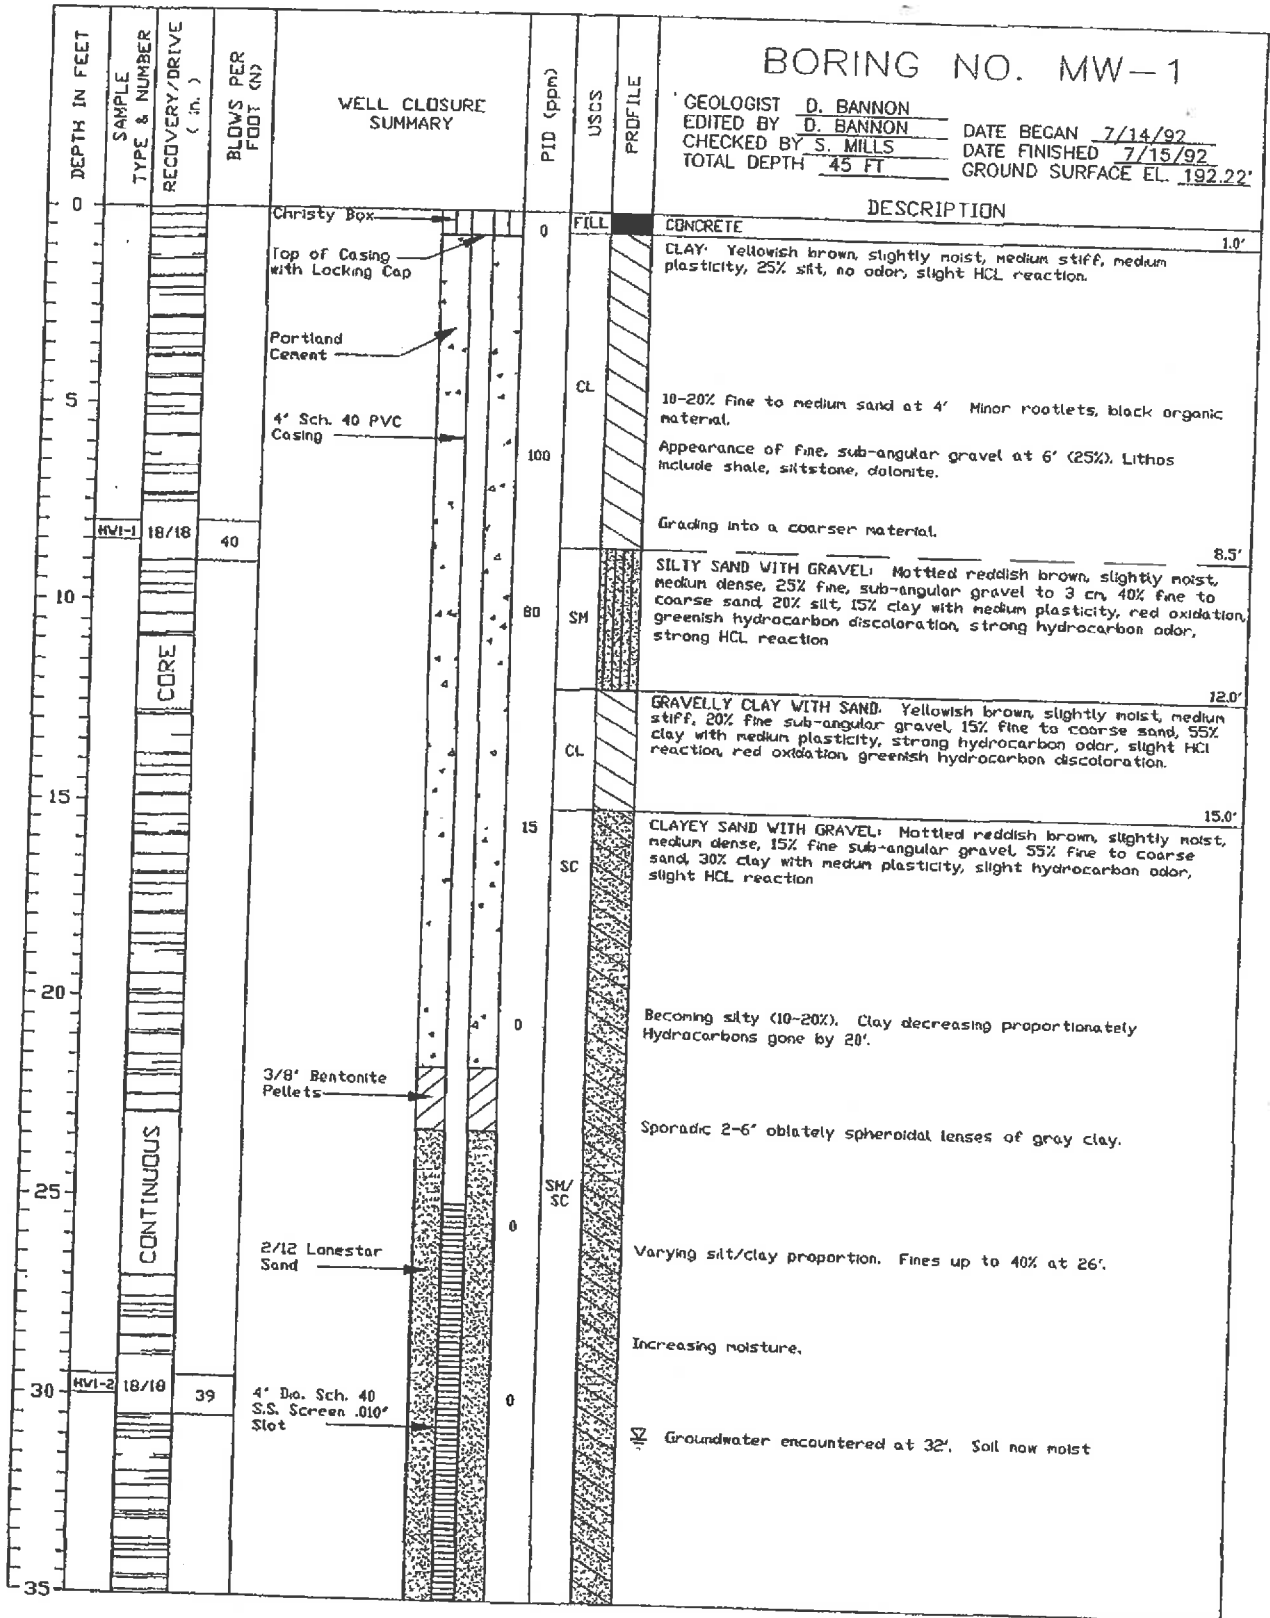 DEPTH IN FEET
SAMPLE
TYPE & NUMBER
RECOVERY/DRIVE
( in. )
BLOWS PER
FOOT (N)
WELL CLOSURE
SUMMARY
PID (ppm)
USCS
PROFILE
BORING NO. MW-1
GEOLOGIST D. BANNON
EDITED BY D. BANNON
CHECKED BY S. MILLS
TOTAL DEPTH 45 FT
DATE BEGAN 7/14/92
DATE FINISHED 7/15/92
GROUND SURFACE EL. 192.22'
DESCRIPTION
0
Christy Box
0
FILL
CONCRETE
1.0'
Top of Casing
with Locking Cap
CLAY: Yellowish brown, slightly moist, medium stiff, medium
plasticity, 25% silt, no odor, slight HCL reaction.
Portland
Cement
CL
5
4" Sch. 40 PVC
Casing
100
10-20% fine to medium sand at 4' Minor rootlets, black organic
material.
Appearance of fine, sub-angular gravel at 6' (25%). Lithos
include shale, siltstone, dolomite.
HW1-1
18/18
40
Grading into a coarser material.
8.5'
10
80
SM
SILTY SAND WITH GRAVEL: Mottled reddish brown, slightly moist,
medium dense, 25% fine, sub-angular gravel to 3 cm, 40% fine to
coarse sand, 20% silt, 15% clay with medium plasticity, red oxidation,
greenish hydrocarbon discoloration, strong hydrocarbon odor,
strong HCL reaction
CORE
12.0'
CL
GRAVELLY CLAY WITH SAND. Yellowish brown, slightly moist, medium
stiff, 20% fine sub-angular gravel, 15% fine to coarse sand, 55%
clay with medium plasticity, strong hydrocarbon odor, slight HCl
reaction, red oxidation, greenish hydrocarbon discoloration.
15
15
15.0'
SC
CLAYEY SAND WITH GRAVEL: Mottled reddish brown, slightly moist,
medium dense, 15% fine sub-angular gravel, 55% fine to coarse
sand, 30% clay with medium plasticity, slight hydrocarbon odor,
slight HCL reaction
20
0
Becoming silty (10-20%). Clay decreasing proportionately
Hydrocarbons gone by 20'.
3/8" Bentonite
Pellets
Sporadic 2-6" oblately spheroidal lenses of gray clay.
CONTINUOUS
25
SM/
SC
0
2/12 Lonestar
Sand
Varying silt/clay proportion. Fines up to 40% at 26'.
Increasing moisture.
30
HW1-2
18/18
39
4" Dia. Sch. 40
S.S. Screen .010"
Slot
0
Groundwater encountered at 32'. Soil now moist
35